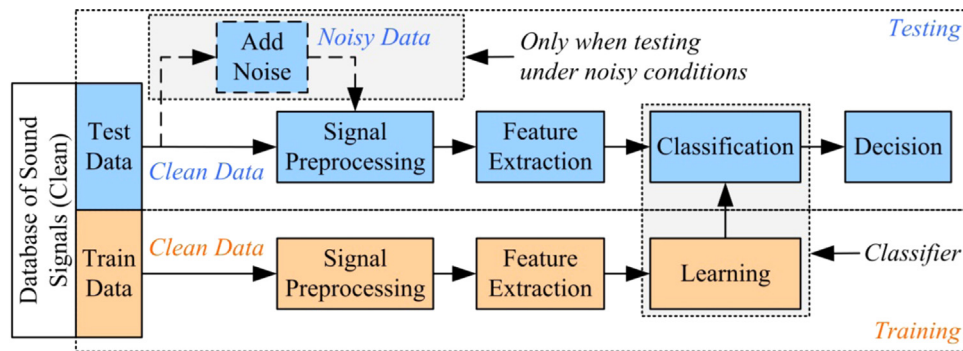 Add
Noise
Noisy Data
Only when testing
under noisy conditions
Testing
Database of Sound
Signals (Clean)
Test
Data
Clean Data
Signal
Preprocessing
Feature
Extraction
Classification
Decision
Train
Data
Clean Data
Signal
Preprocessing
Feature
Extraction
Learning
Classifier
Training